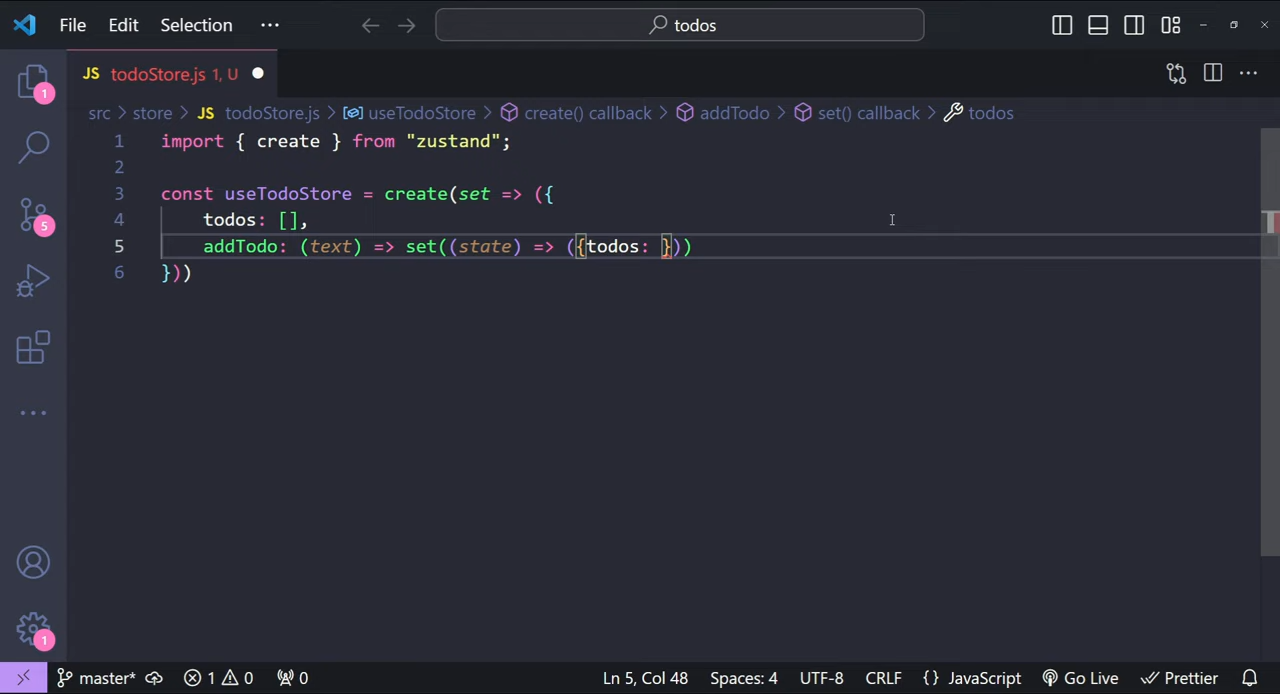 File Edit Selection ··· todos
JS todoStore.js 1, U
src > store > JS todoStore.js > useTodoStore > create() callback > addTodo > set() callback > todos
1 import { create } from "zustand";
2
3 const useTodoStore = create(set => ({
4 todos: [],
5 addTodo: (text) => set((state) => ({todos: }))
6 }))
1
5
1
master* 1 0 0 Ln 5, Col 48 Spaces: 4 UTF-8 CRLF {} JavaScript Go Live Prettier